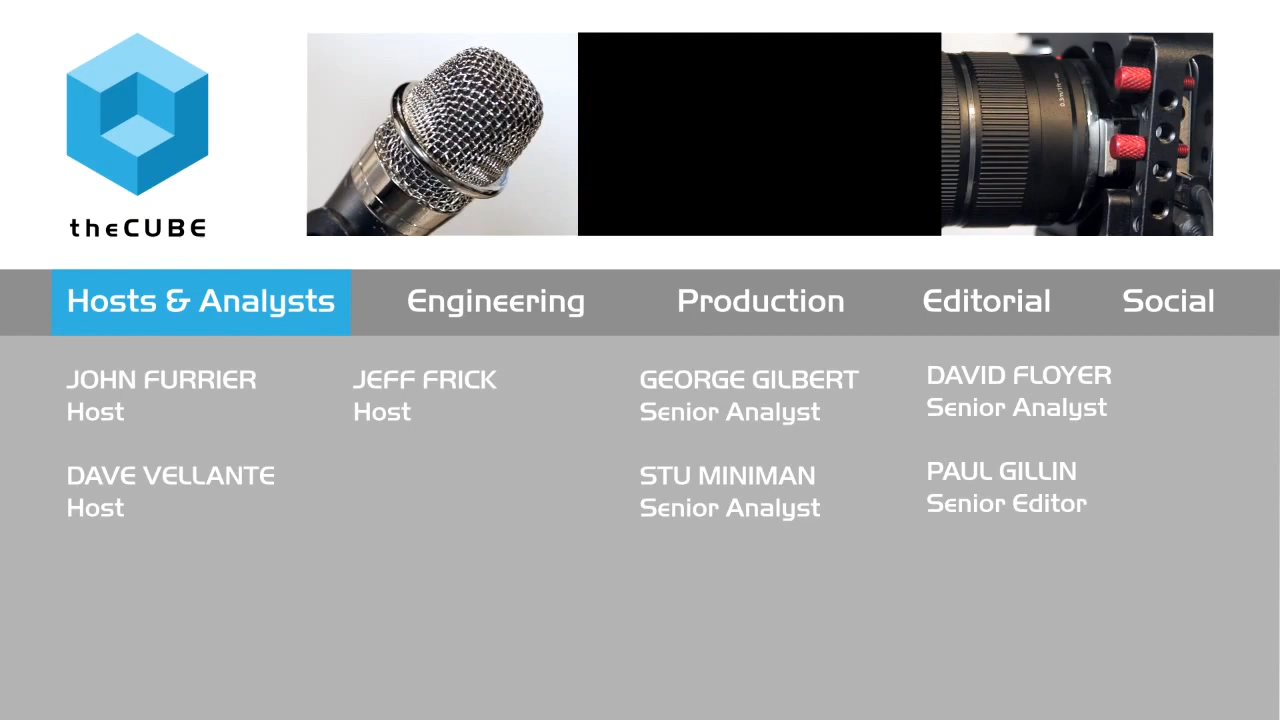 theCUBE
Hosts & Analysts
Engineering
Production
Editorial
Social
JOHN FURRIER
Host
DAVE VELLANTE
Host
JEFF FRICK
Host
GEORGE GILBERT
Senior Analyst
STU MINIMAN
Senior Analyst
DAVID FLOYER
Senior Analyst
PAUL GILLIN
Senior Editor